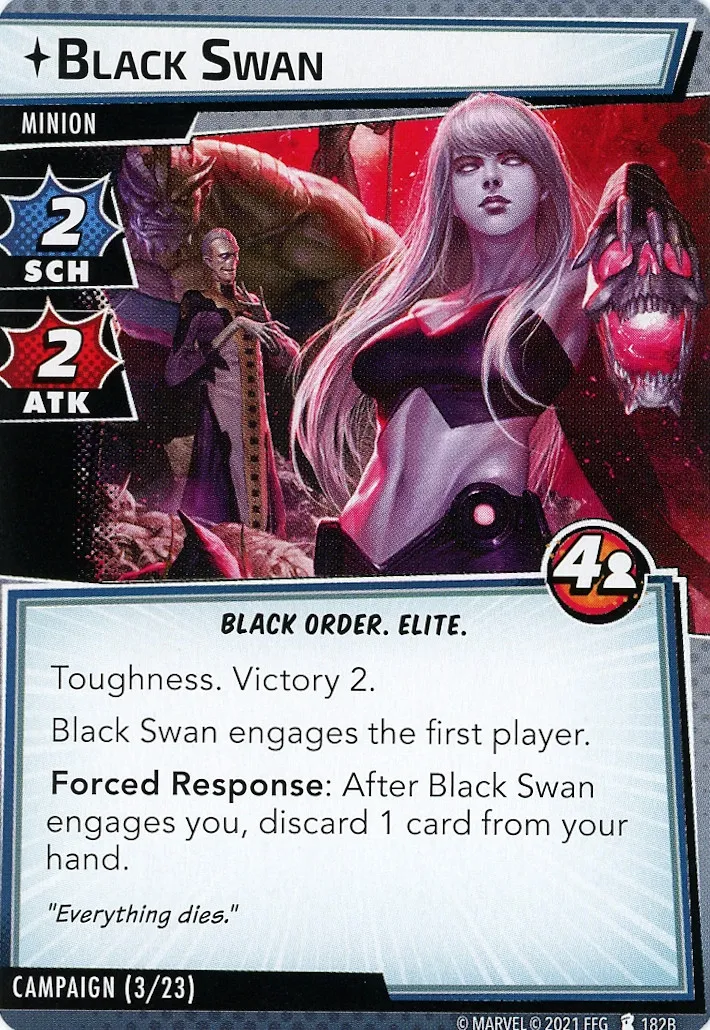 BLACK SWAN
MINION
2
SCH
2
ATK
4
BLACK ORDER. ELITE.
Toughness. Victory 2.
Black Swan engages the first player.
Forced Response: After Black Swan
engages you, discard 1 card from your
hand.
"Everything dies."
CAMPAIGN (3/23)
© MARVEL © 2021 FFG 182B